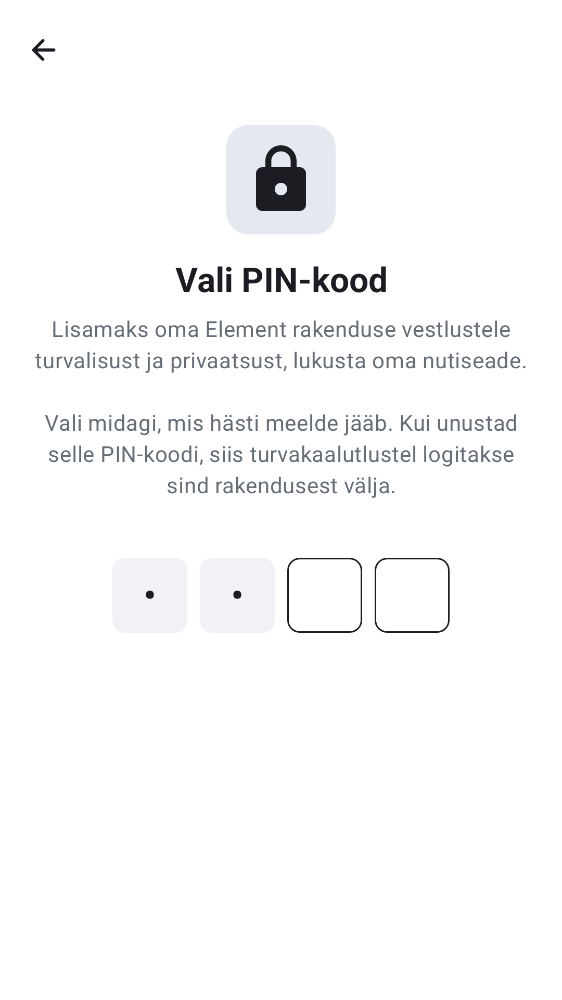 Vali PIN-kood
Lisamaks oma Element rakenduse vestlustele
turvalisust ja privaatsust, lukusta oma nutiseade.
Vali midagi, mis hästi meelde jääb. Kui unustad
selle PIN-koodi, siis turvakaalutlustel logitakse
sind rakendusest välja.